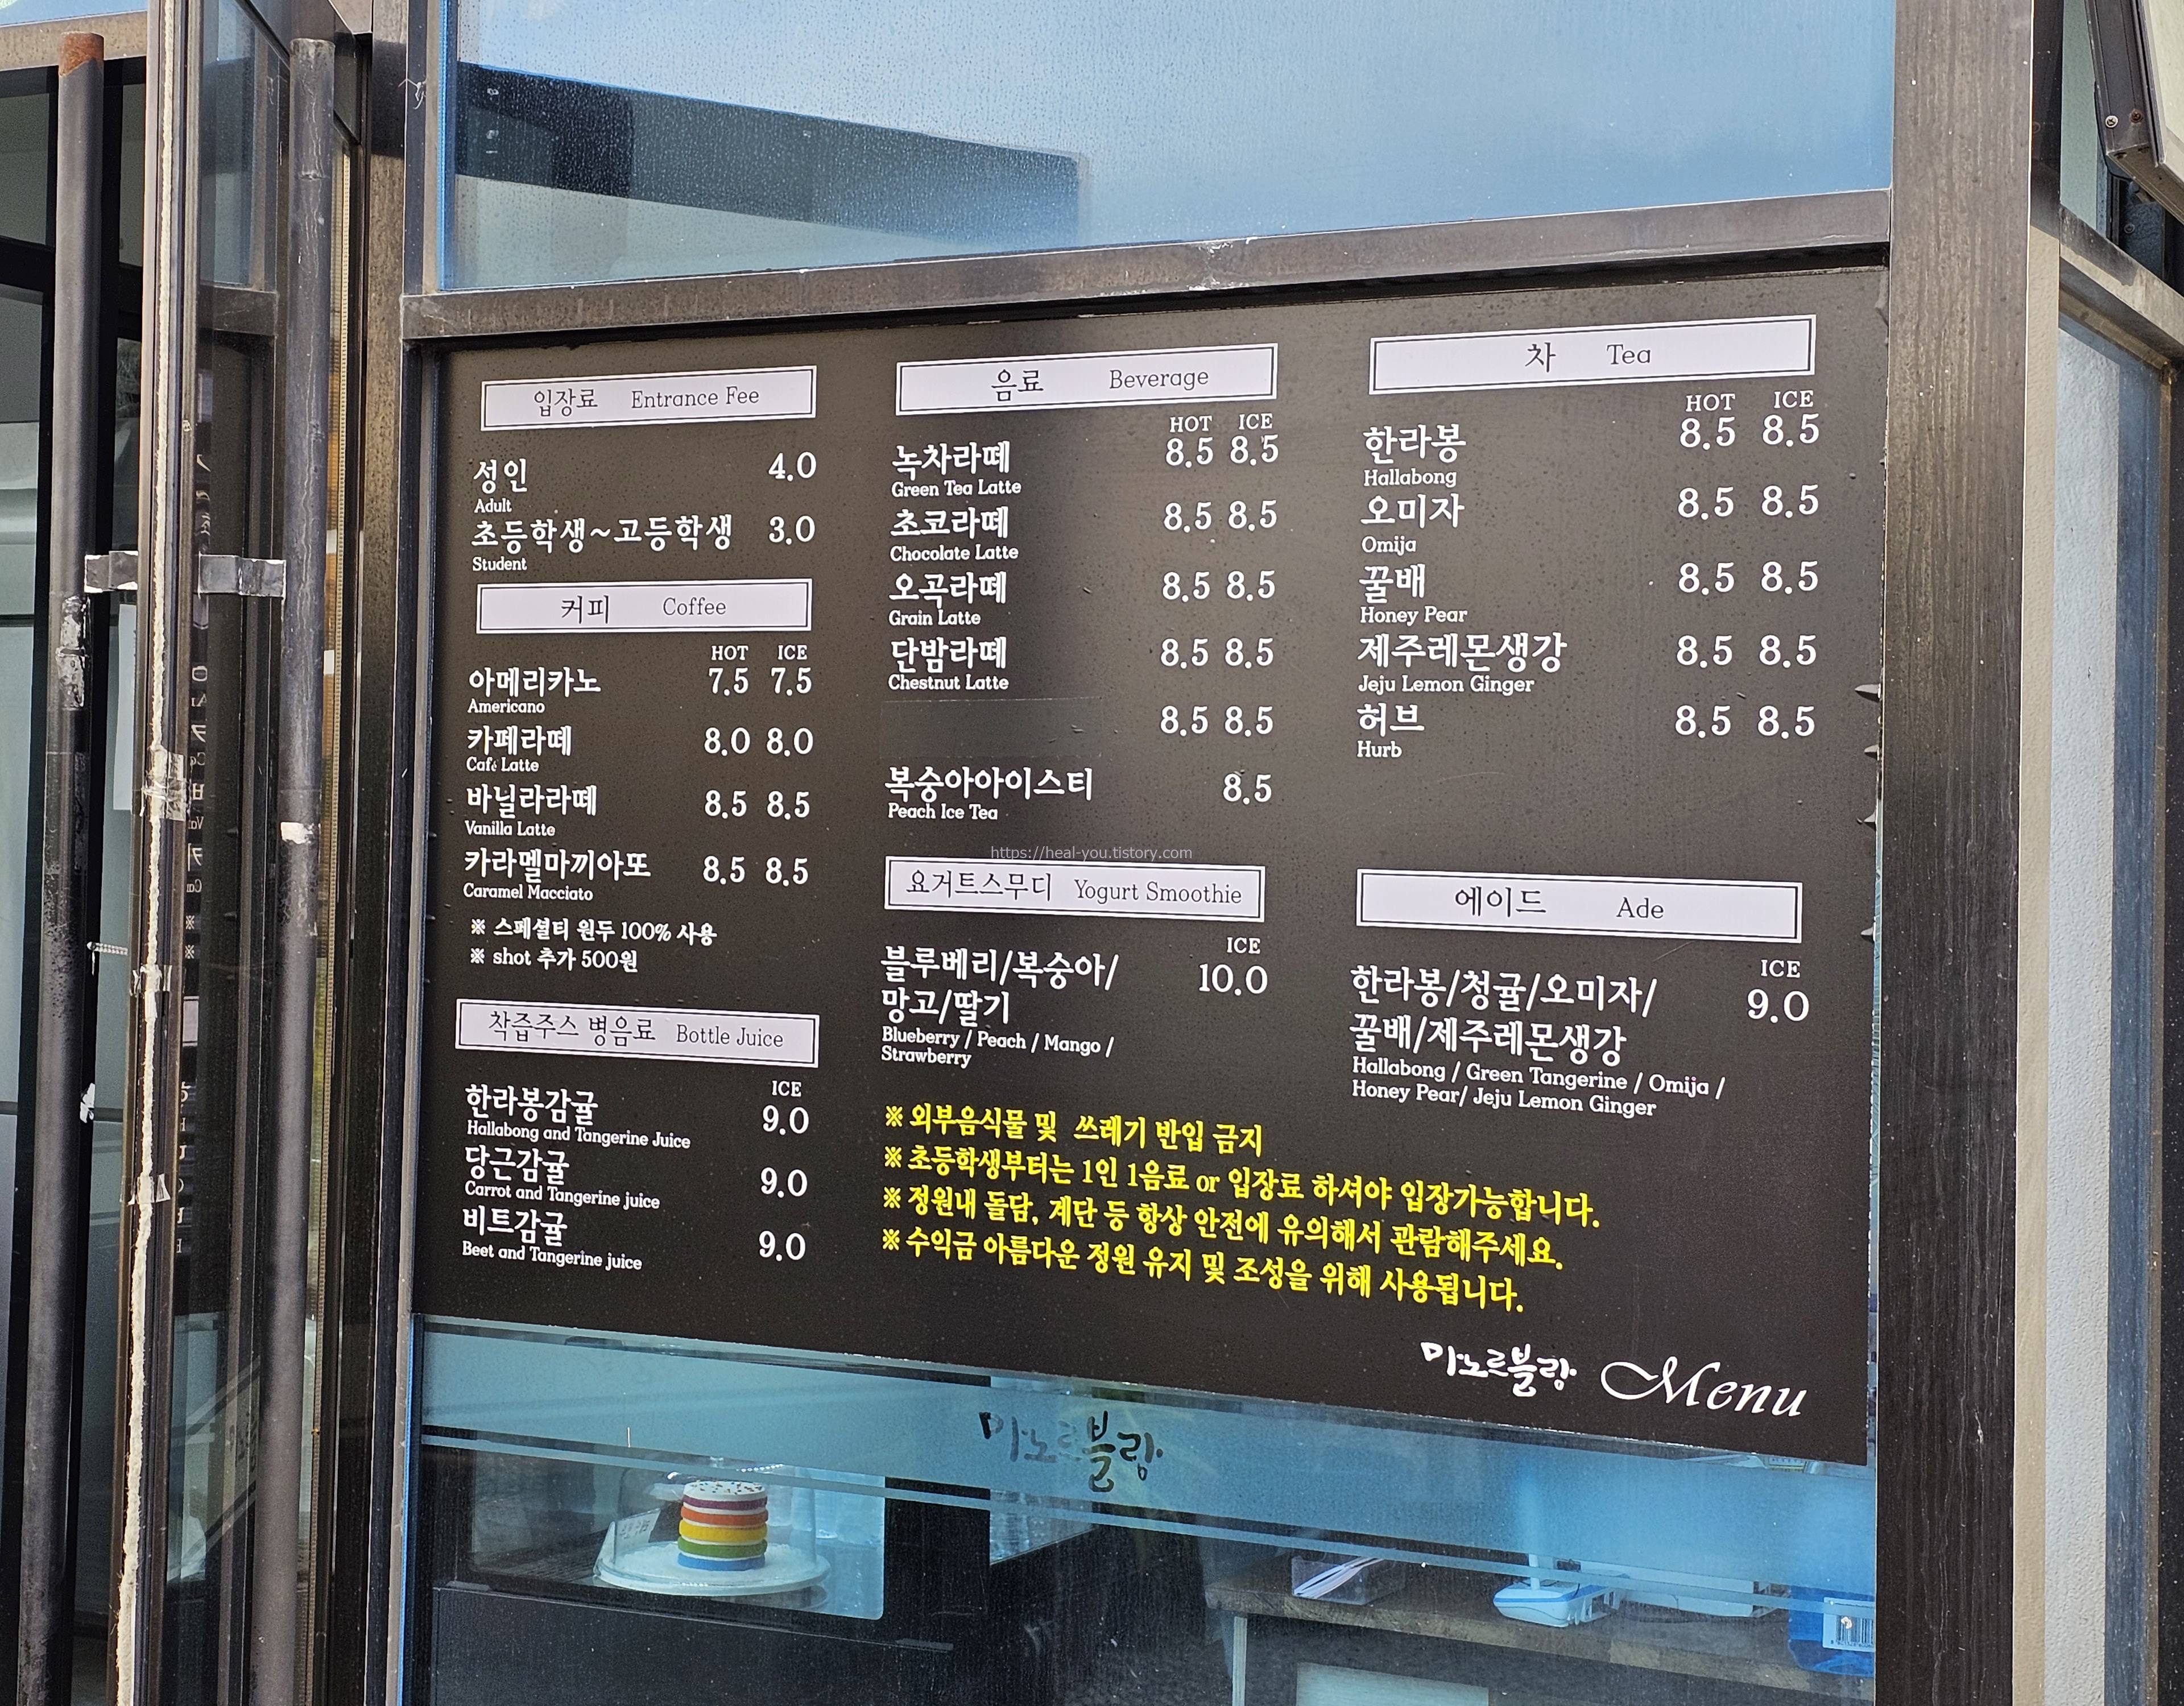 입장료 Entrance Fee
성인 4.0
Adult
초등학생~고등학생 3.0
Student
커피 Coffee
HOT ICE
아메리카노 7.5 7.5
Americano
카페라떼 8.0 8.0
Café Latte
바닐라라떼 8.5 8.5
Vanilla Latte
카라멜마끼아또 8.5 8.5
Caramel Macciato
※ 스페셜티 원두 100% 사용
※ shot 추가 500원
착즙주스 병음료 Bottle Juice
ICE
한라봉감귤 9.0
Hallabong and Tangerine Juice
당근감귤 9.0
Carrot and Tangerine juice
비트감귤 9.0
Beet and Tangerine juice
음료 Beverage
HOT ICE
녹차라떼 8.5 8.5
Green Tea Latte
초코라떼 8.5 8.5
Chocolate Latte
오곡라떼 8.5 8.5
Grain Latte
단밤라떼 8.5 8.5
Chestnut Latte
8.5 8.5
복숭아아이스티 8.5
Peach Ice Tea
https://heal-you.tistory.com
요거트스무디 Yogurt Smoothie
ICE
블루베리/복숭아/ 10.0
망고/딸기
Blueberry / Peach / Mango /
Strawberry
차 Tea
HOT ICE
한라봉 8.5 8.5
Hallabong
오미자 8.5 8.5
Omija
꿀배 8.5 8.5
Honey Pear
제주레몬생강 8.5 8.5
Jeju Lemon Ginger
허브 8.5 8.5
Hurb
에이드 Ade
ICE
한라봉/청귤/오미자/ 9.0
꿀배/제주레몬생강
Hallabong / Green Tangerine / Omija /
Honey Pear/ Jeju Lemon Ginger
※ 외부음식물 및 쓰레기 반입 금지
※ 초등학생부터는 1인 1음료 or 입장료 하셔야 입장가능합니다.
※ 정원내 돌담, 계단 등 항상 안전에 유의해서 관람해주세요.
※ 수익금 아름다운 정원 유지 및 조성을 위해 사용됩니다.
마노르블랑 Menu
마노르블랑